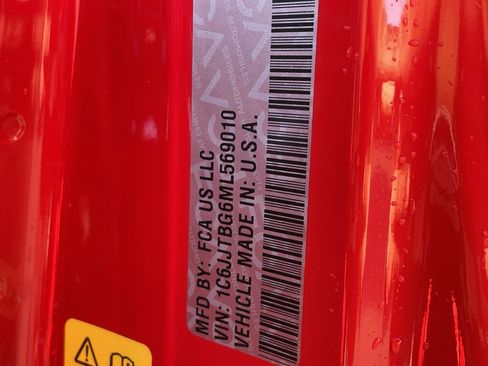 MFD BY: FCA US LLC
VIN: 1C6JJTBG6ML569010
VEHICLE MADE IN: U.S.A.